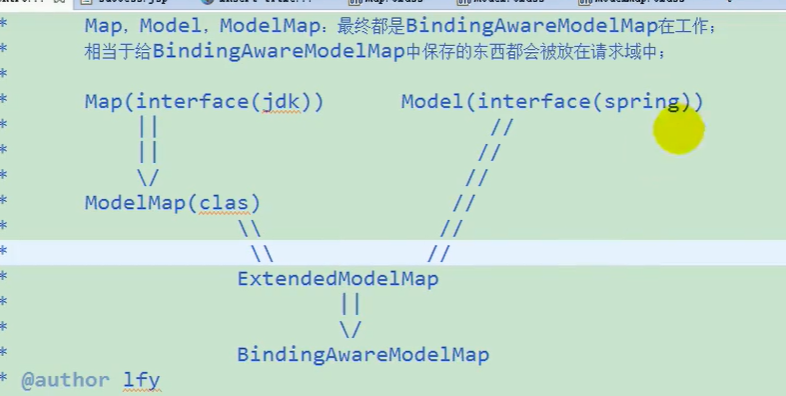 * Map，Model，ModelMap：最终都是BindingAwareModelMap在工作；
* 相当于给BindingAwareModelMap中保存的东西都会被放在请求域中；
*
* Map(interface(jdk)) Model(interface(spring))
* || //
* || //
* \/ //
* ModelMap(clas) //
* \\ //
* \\ //
* ExtendedModelMap
* ||
* \/
* BindingAwareModelMap
* @author lfy